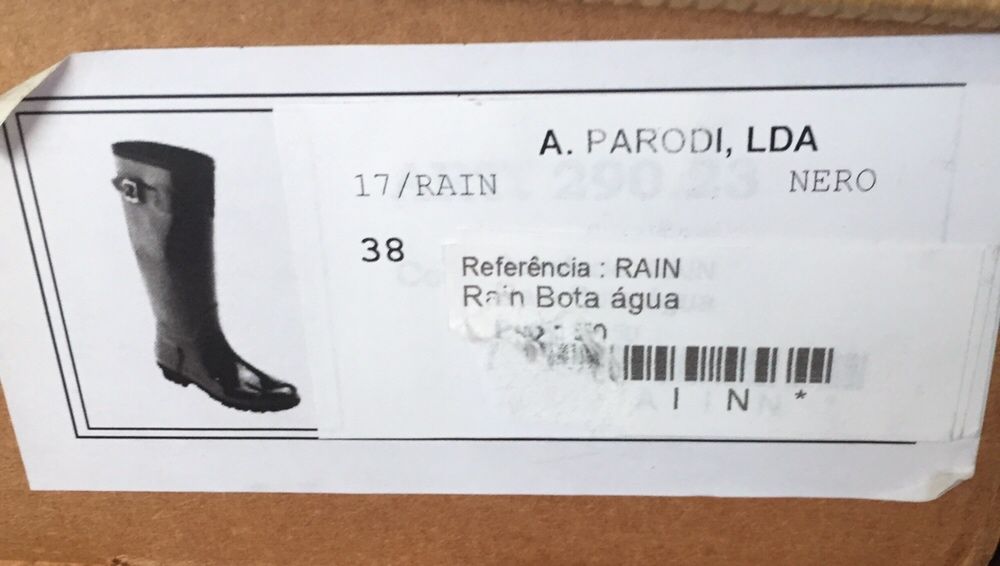 A. PARODI, LDA
17/RAIN NERO
38
Referência : RAIN
Rain Bota água
I N *